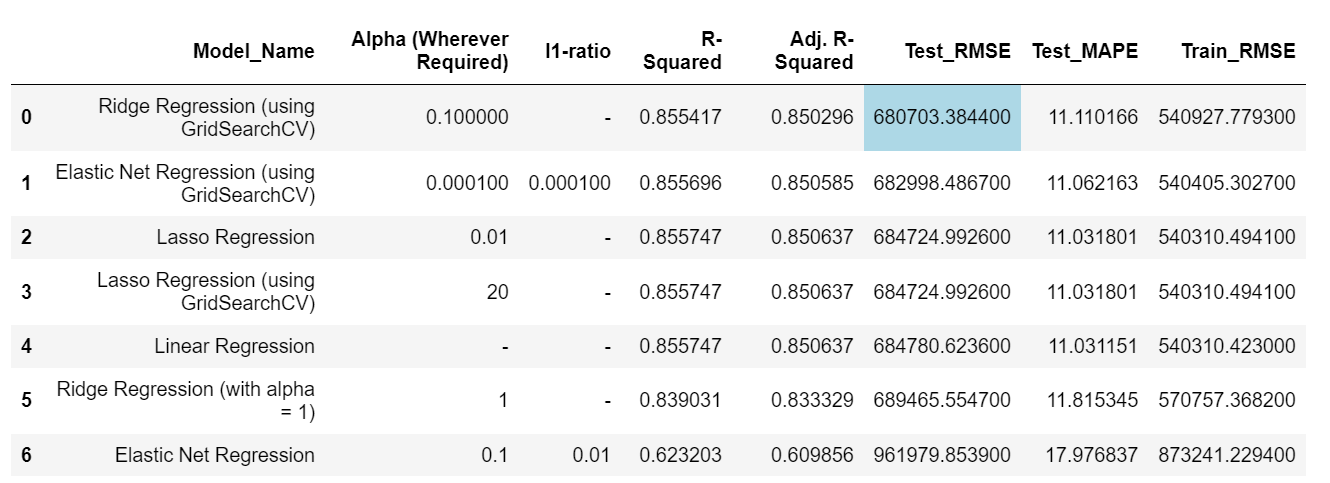 Model_Name Alpha (Wherever Required) l1-ratio R-Squared Adj. R-Squared Test_RMSE Test_MAPE Train_RMSE
0 Ridge Regression (using GridSearchCV) 0.100000 - 0.855417 0.850296 680703.384400 11.110166 540927.779300
1 Elastic Net Regression (using GridSearchCV) 0.000100 0.000100 0.855696 0.850585 682998.486700 11.062163 540405.302700
2 Lasso Regression 0.01 - 0.855747 0.850637 684724.992600 11.031801 540310.494100
3 Lasso Regression (using GridSearchCV) 20 - 0.855747 0.850637 684724.992600 11.031801 540310.494100
4 Linear Regression - - 0.855747 0.850637 684780.623600 11.031151 540310.423000
5 Ridge Regression (with alpha = 1) 1 - 0.839031 0.833329 689465.554700 11.815345 570757.368200
6 Elastic Net Regression 0.1 0.01 0.623203 0.609856 961979.853900 17.976837 873241.229400